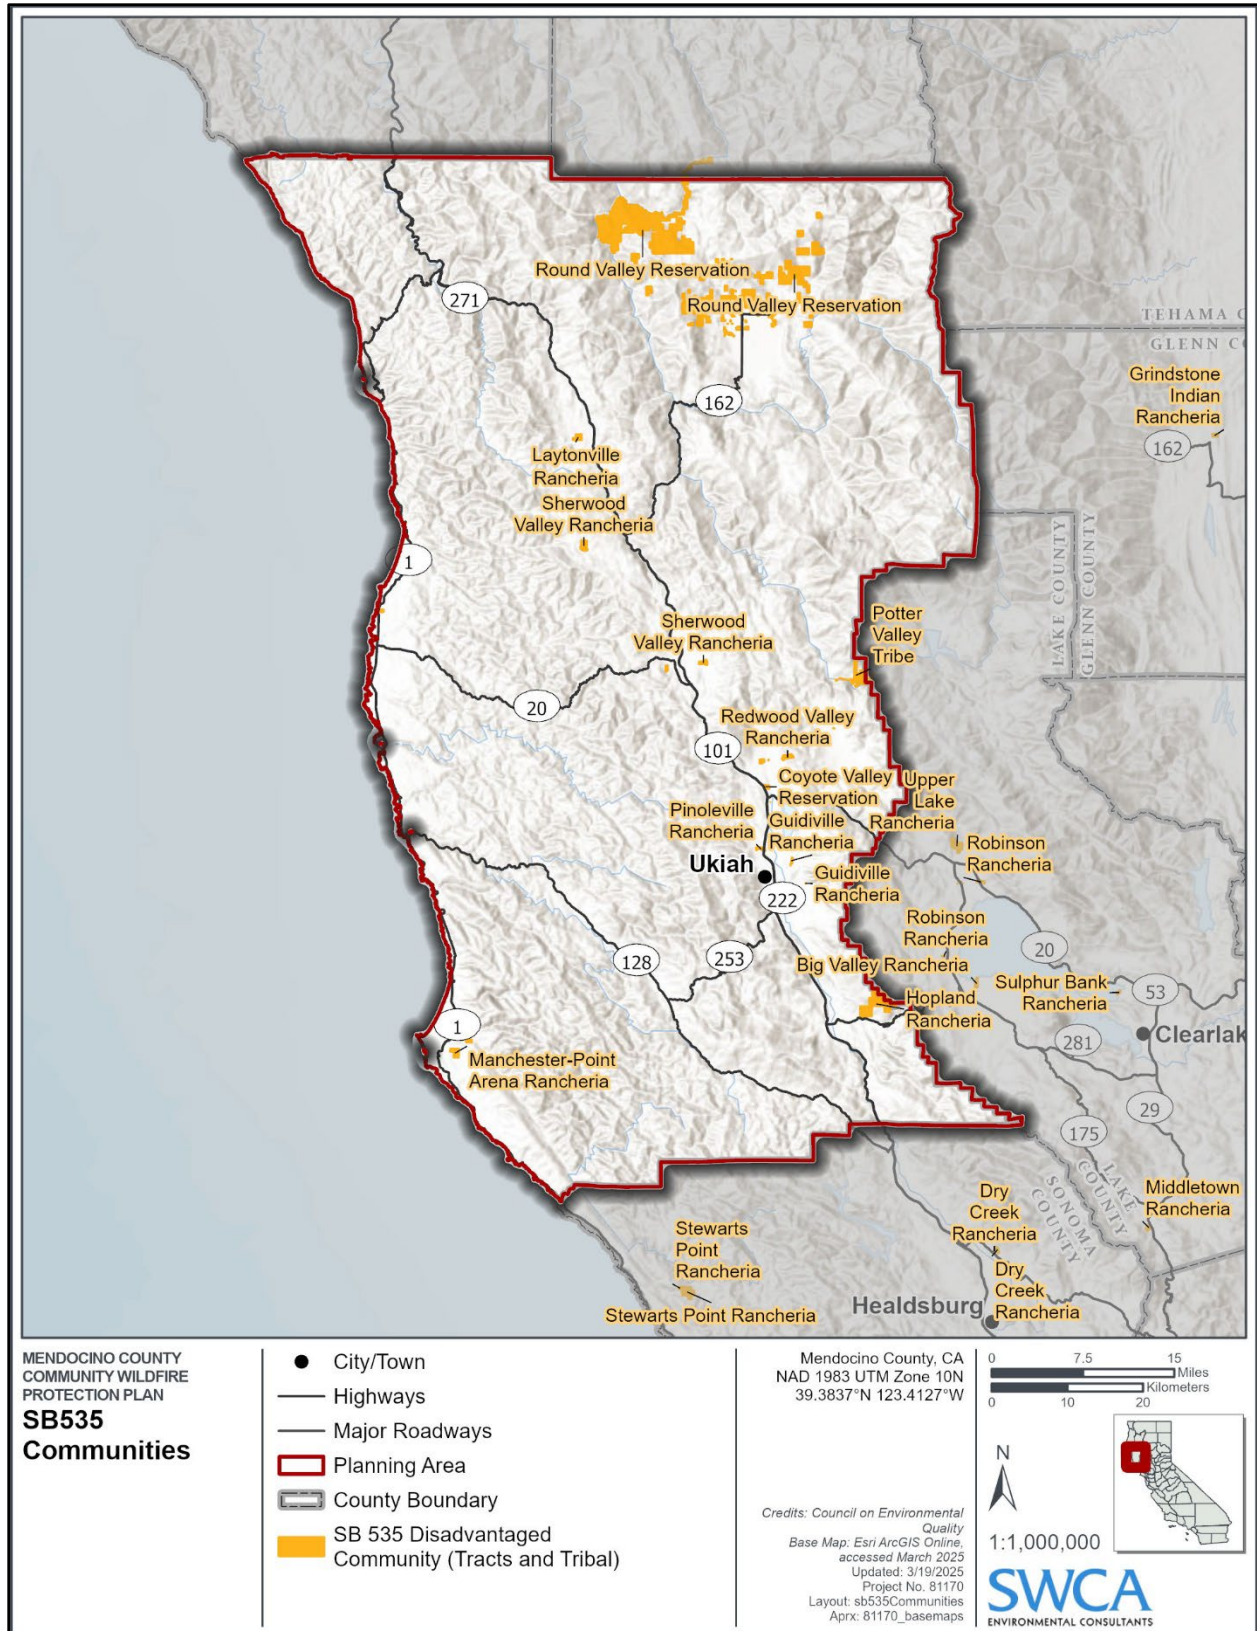 TEHAMA C
GLENN C
Round Valley Reservation
Round Valley Reservation
271
162
Grindstone
Indian
Rancheria
162
Laytonville
Rancheria
Sherwood
Valley Rancheria
1
LAKE COUNTY
GLENN COUNTY
Potter
Valley
Tribe
Sherwood
Valley Rancheria
20
Redwood Valley
Rancheria
101
Coyote Valley
Reservation
Upper
Lake
Rancheria
Pinoleville
Rancheria
Guidiville
Rancheria
Robinson
Rancheria
Ukiah
Guidiville
Rancheria
222
Robinson
Rancheria
20
128
253
Big Valley Rancheria
Sulphur Bank
Rancheria
53
Hopland
Rancheria
1
Clearlak
281
Manchester-Point
Arena Rancheria
29
175
LAKE
COUNTY
SONOMA
COUNTY
Middletown
Rancheria
Dry
Creek
Rancheria
Stewarts
Point
Rancheria
Dry
Creek
Rancheria
Stewarts Point Rancheria
Healdsburg
MENDOCINO COUNTY
COMMUNITY WILDFIRE
PROTECTION PLAN
SB535
Communities
City/Town
Highways
Major Roadways
Planning Area
County Boundary
SB 535 Disadvantaged
Community (Tracts and Tribal)
Mendocino County, CA
NAD 1983 UTM Zone 10N
39.3837°N 123.4127°W
Credits: Council on Environmental
Quality
Base Map: Esri ArcGIS Online,
accessed March 2025
Updated: 3/19/2025
Project No. 81170
Layout: sb535Communities
Aprx: 81170_basemaps
0 7.5 15
Miles
Kilometers
0 10 20
N
1:1,000,000
SWCA
ENVIRONMENTAL CONSULTANTS